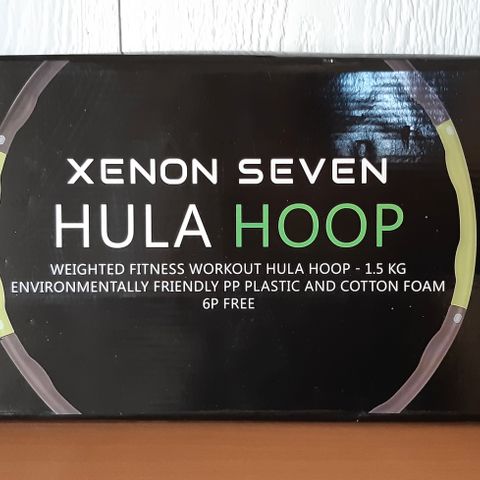 XENON SEVEN
HULA HOOP
WEIGHTED FITNESS WORKOUT HULA HOOP - 1.5 KG
ENVIRONMENTALLY FRIENDLY PP PLASTIC AND COTTON FOAM
6P FREE